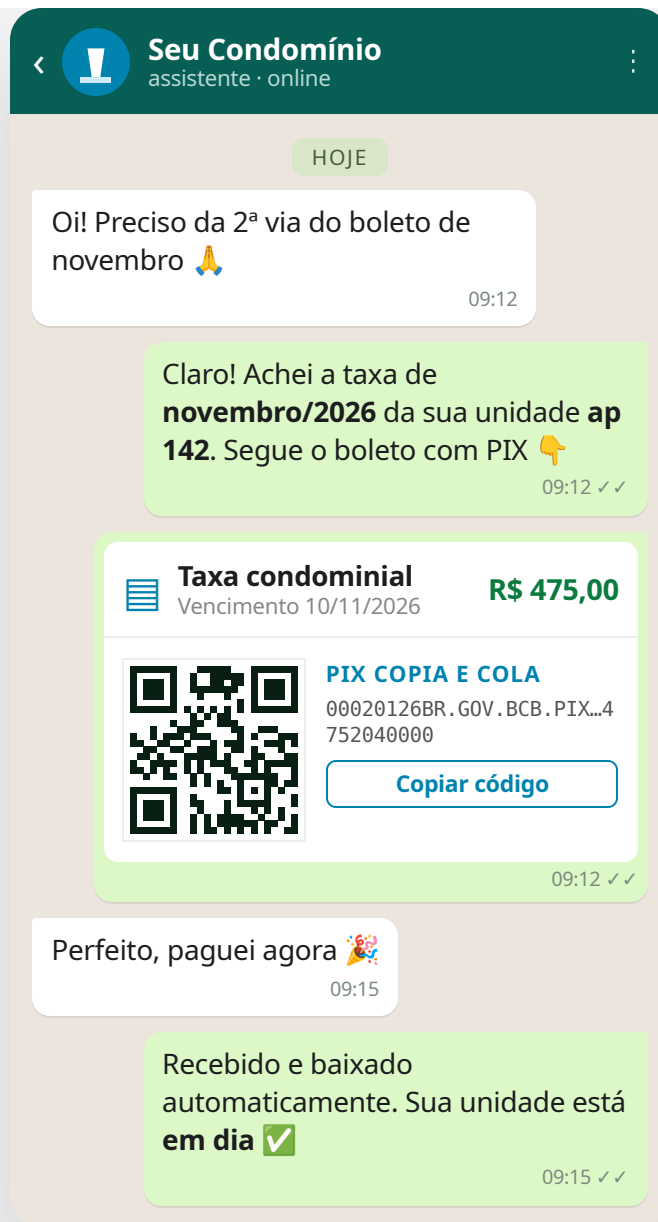 Seu Condomínio
assistente · online
HOJE
Oi! Preciso da 2ª via do boleto de
novembro 🙏
09:12
Claro! Achei a taxa de
novembro/2026 da sua unidade ap
142. Segue o boleto com PIX 👇
09:12 ✓✓
Taxa condominial
Vencimento 10/11/2026
R$ 475,00
PIX COPIA E COLA
00020126BR.GOV.BCB.PIX…4
752040000
Copiar código
09:12 ✓✓
Perfeito, paguei agora 🎉
09:15
Recebido e baixado
automaticamente. Sua unidade está
em dia ✅
09:15 ✓✓